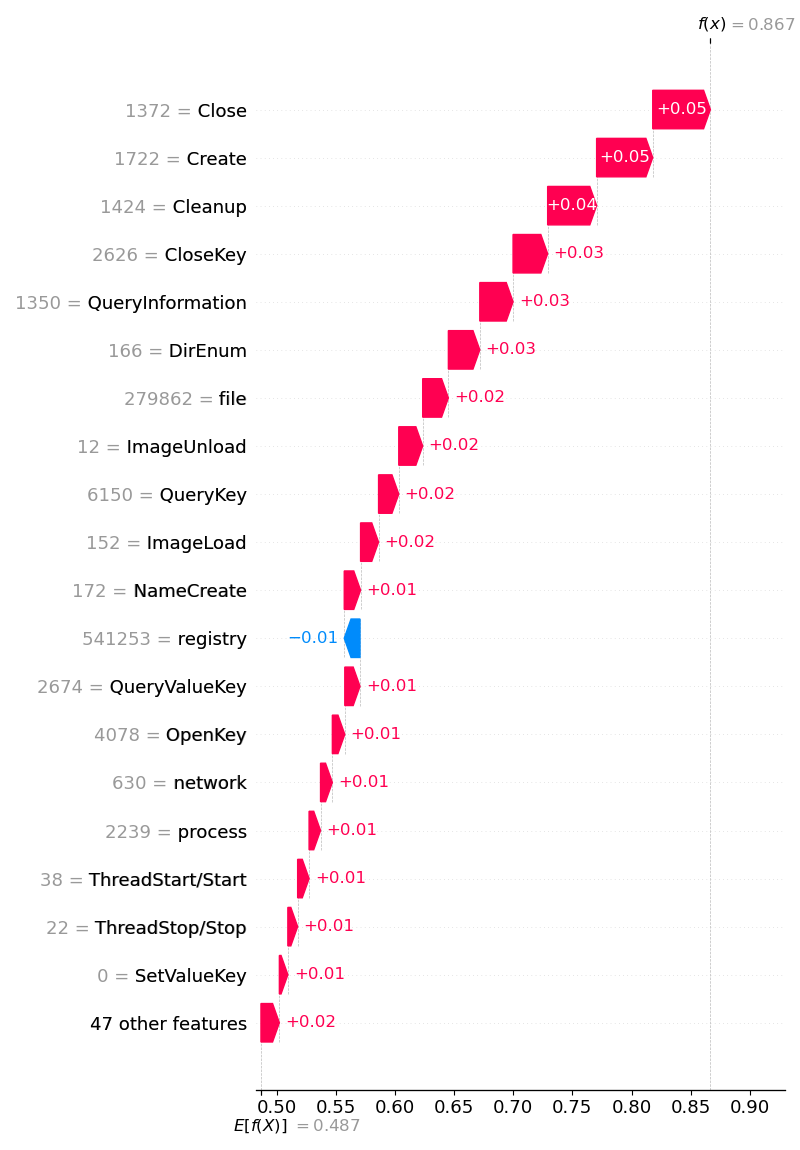 f(x) = 0.867
1372 = Close +0.05
1722 = Create +0.05
1424 = Cleanup +0.04
2626 = CloseKey +0.03
1350 = QueryInformation +0.03
166 = DirEnum +0.03
279862 = file +0.02
12 = ImageUnload +0.02
6150 = QueryKey +0.02
152 = ImageLoad +0.02
172 = NameCreate +0.01
541253 = registry −0.01
2674 = QueryValueKey +0.01
4078 = OpenKey +0.01
630 = network +0.01
2239 = process +0.01
38 = ThreadStart/Start +0.01
22 = ThreadStop/Stop +0.01
0 = SetValueKey +0.01
47 other features +0.02
0.50 0.55 0.60 0.65 0.70 0.75 0.80 0.85 0.90
E[f(X)] = 0.487